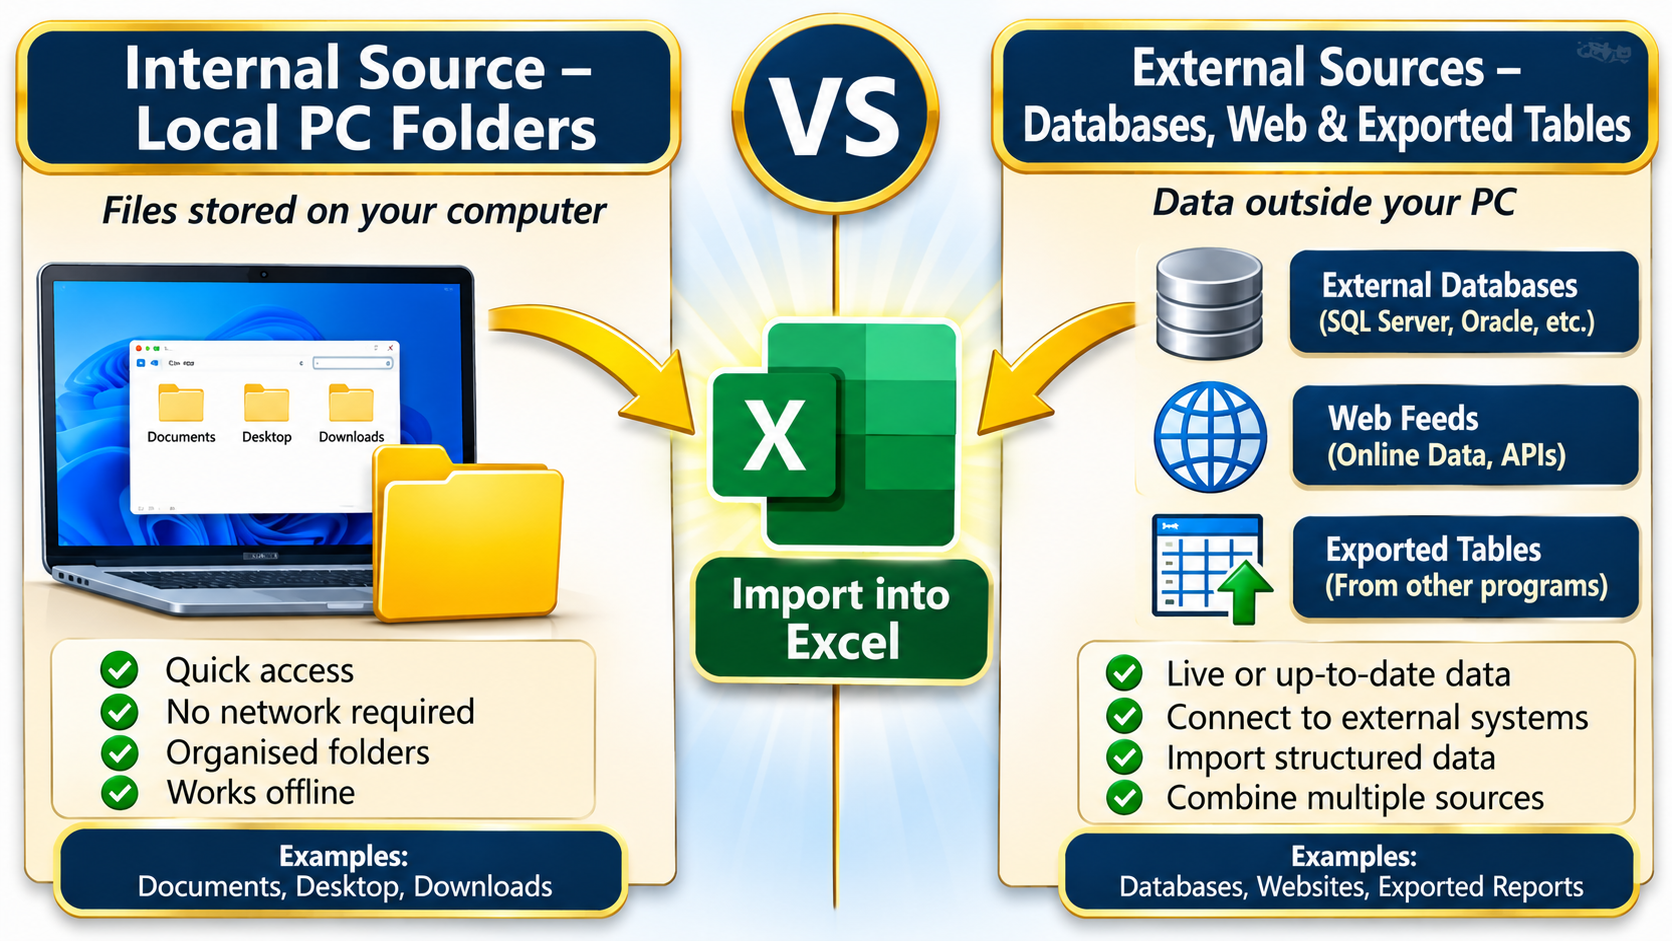 Internal Source –
Local PC Folders
Files stored on your computer
Documents
Desktop
Downloads
Quick access
No network required
Organised folders
Works offline
Examples:
Documents, Desktop, Downloads
VS
X
Import into
Excel
External Sources –
Databases, Web & Exported Tables
Data outside your PC
External Databases
(SQL Server, Oracle, etc.)
Web Feeds
(Online Data, APIs)
Exported Tables
(From other programs)
Live or up-to-date data
Connect to external systems
Import structured data
Combine multiple sources
Examples:
Databases, Websites, Exported Reports